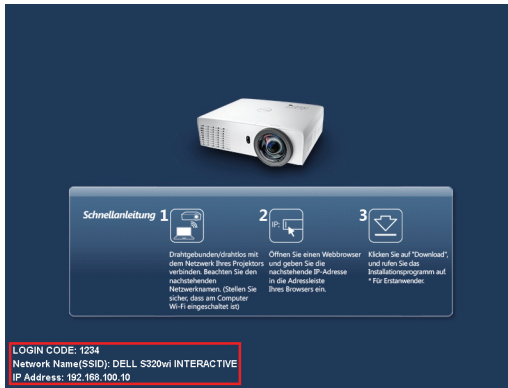 Schnellanleitung 1 2 3
IP:
Drahtgebunden/drahtlos mit
dem Netzwerk Ihres Projektors
verbinden. Beachten Sie den
nachstehenden
Netzwerknamen. (Stellen Sie
sicher, dass am Computer
Wi-Fi eingeschaltet ist)
Öffnen Sie einen Webbrowser
und geben Sie die
nachstehende IP-Adresse
in die Adressleiste
Ihres Browsers ein.
Klicken Sie auf "Download",
und rufen Sie das
Installationsprogramm auf.
* Für Erstanwender.
LOGIN CODE: 1234
Network Name(SSID): DELL S320wi INTERACTIVE
IP Address: 192.168.100.10